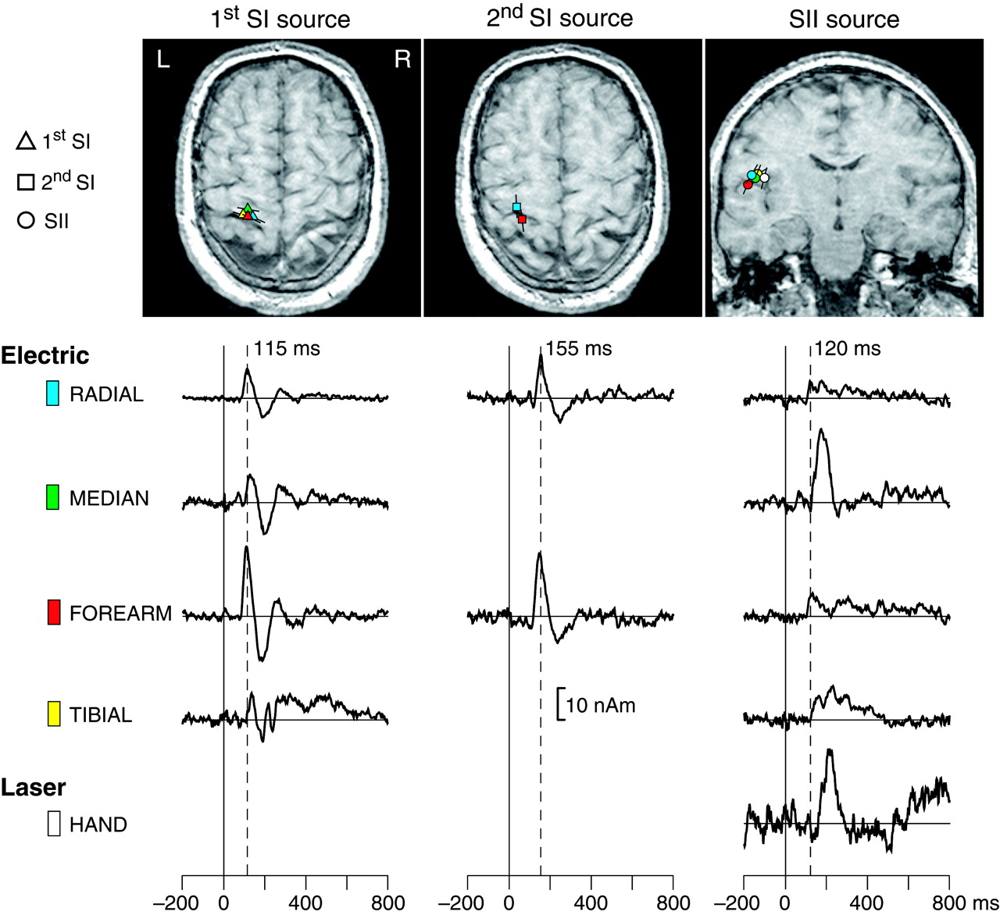 1st SI source
2nd SI source
SII source
L
R
1st SI
2nd SI
SII
Electric
115 ms
155 ms
120 ms
RADIAL
MEDIAN
FOREARM
TIBIAL
10 nAm
Laser
HAND
−200 0 400 800
−200 0 400 800
−200 0 400 800 ms